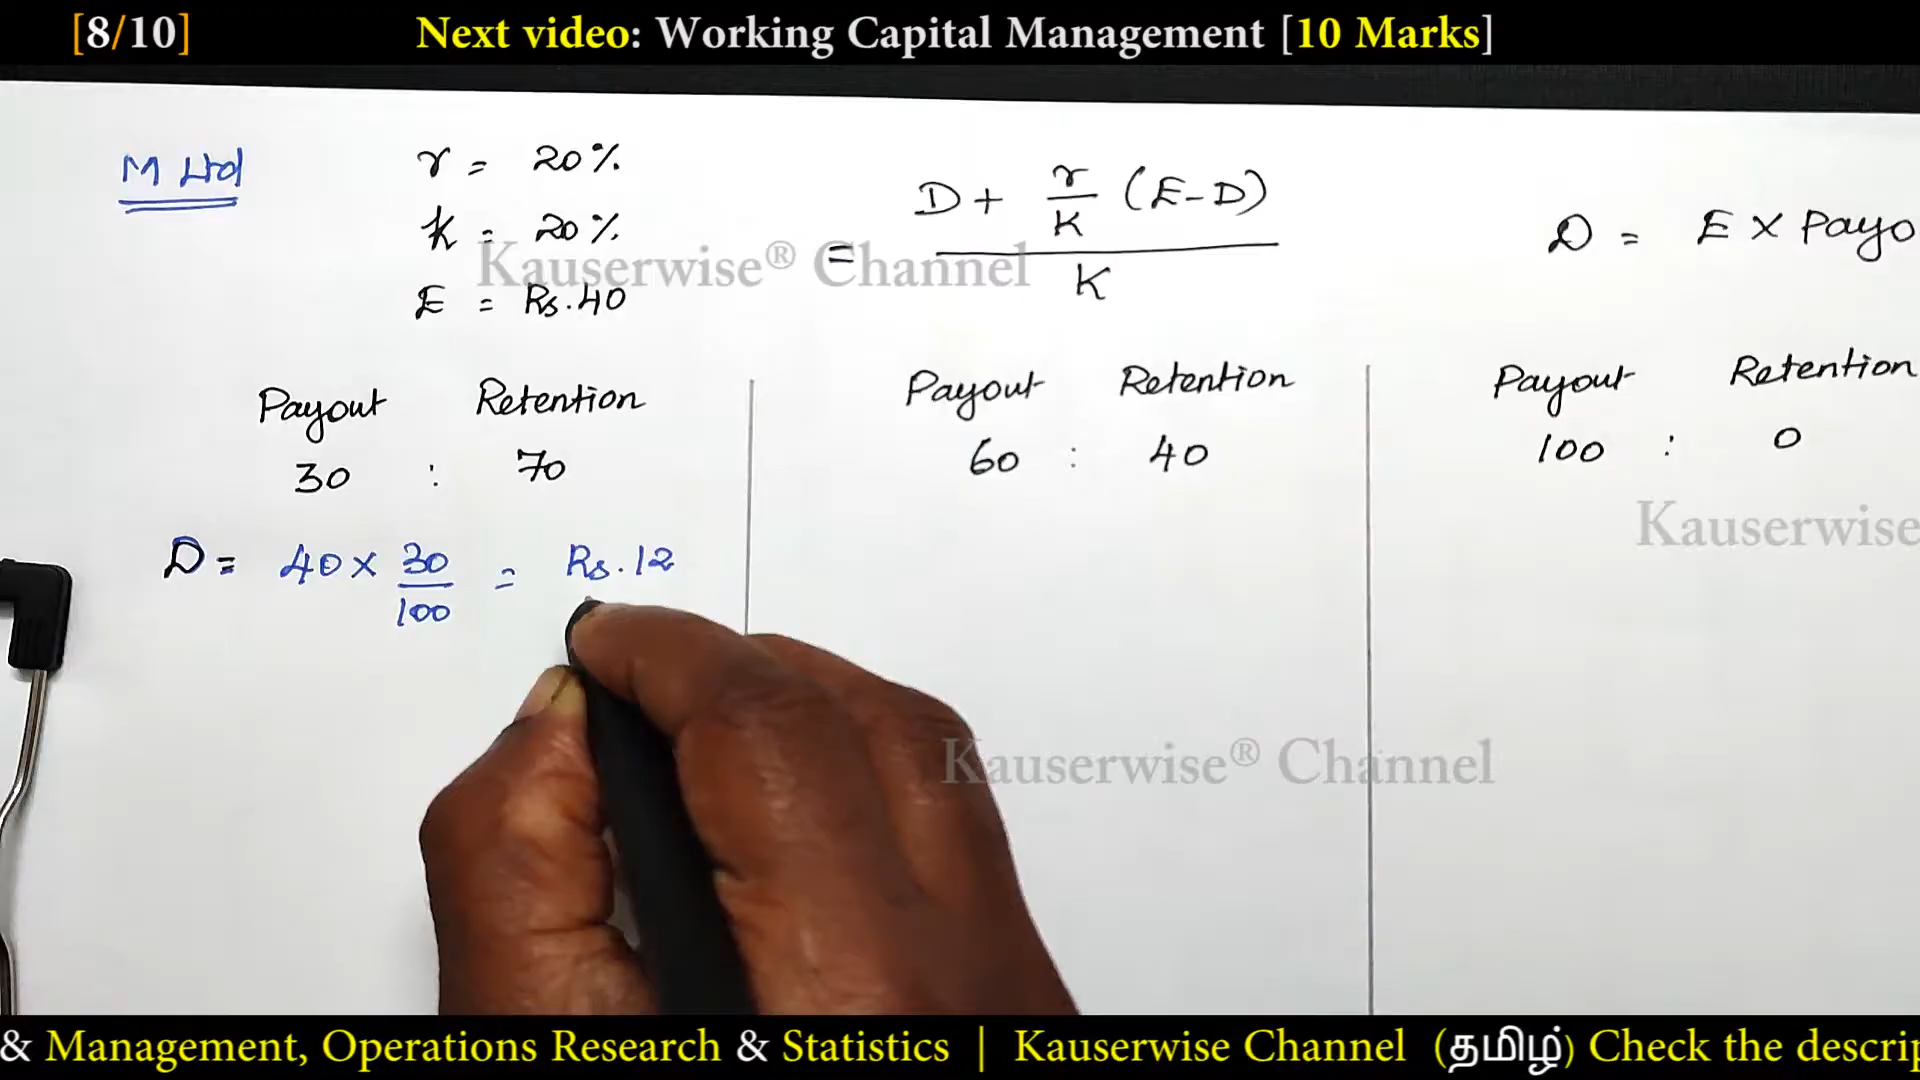 [8/10] Next video: Working Capital Management [10 Marks]
M Ltd
r = 20%
k = 20%
E = Rs.40
= D + r/K (E-D)
K
D = E × Payo
Kauserwise® Channel
Payout Retention
30 : 70
Payout Retention
60 : 40
Payout Retention
100 : 0
Kauserwise
D = 40 × 30/100 = Rs.12
Kauserwise® Channel
& Management, Operations Research & Statistics | Kauserwise Channel (தமிழ்) Check the descrip